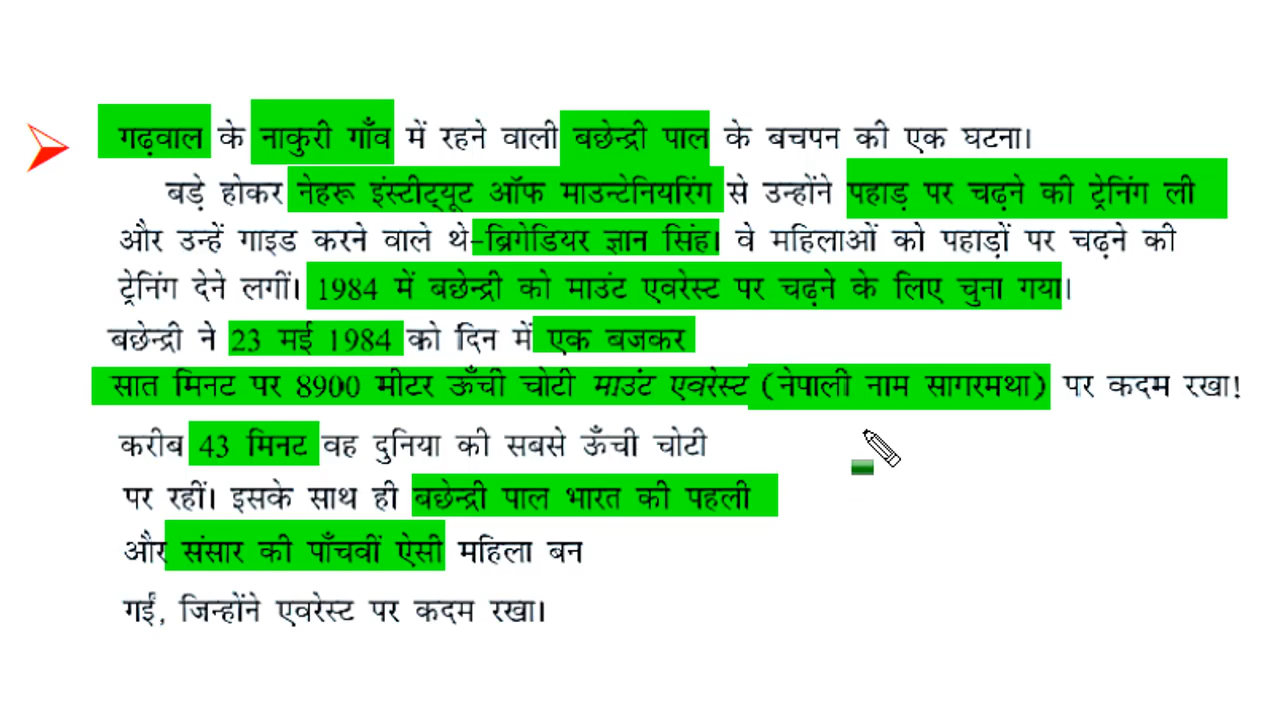 गढ़वाल के नाकुरी गाँव में रहने वाली बछेन्द्री पाल के बचपन की एक घटना।
बड़े होकर नेहरू इंस्टीट्यूट ऑफ माउन्टेनियरिंग से उन्होंने पहाड़ पर चढ़ने की ट्रेनिंग ली
और उन्हें गाइड करने वाले थे-ब्रिगेडियर ज्ञान सिंह। वे महिलाओं को पहाड़ों पर चढ़ने की
ट्रेनिंग देने लगीं। 1984 में बछेन्द्री को माउंट एवरेस्ट पर चढ़ने के लिए चुना गया।
बछेन्द्री ने 23 मई 1984 को दिन में एक बजकर
सात मिनट पर 8900 मीटर ऊँची चोटी माउंट एवरेस्ट (नेपाली नाम सागरमथा) पर कदम रखा!
करीब 43 मिनट वह दुनिया की सबसे ऊँची चोटी
पर रहीं। इसके साथ ही बछेन्द्री पाल भारत की पहली
और संसार की पाँचवीं ऐसी महिला बन
गईं, जिन्होंने एवरेस्ट पर कदम रखा।